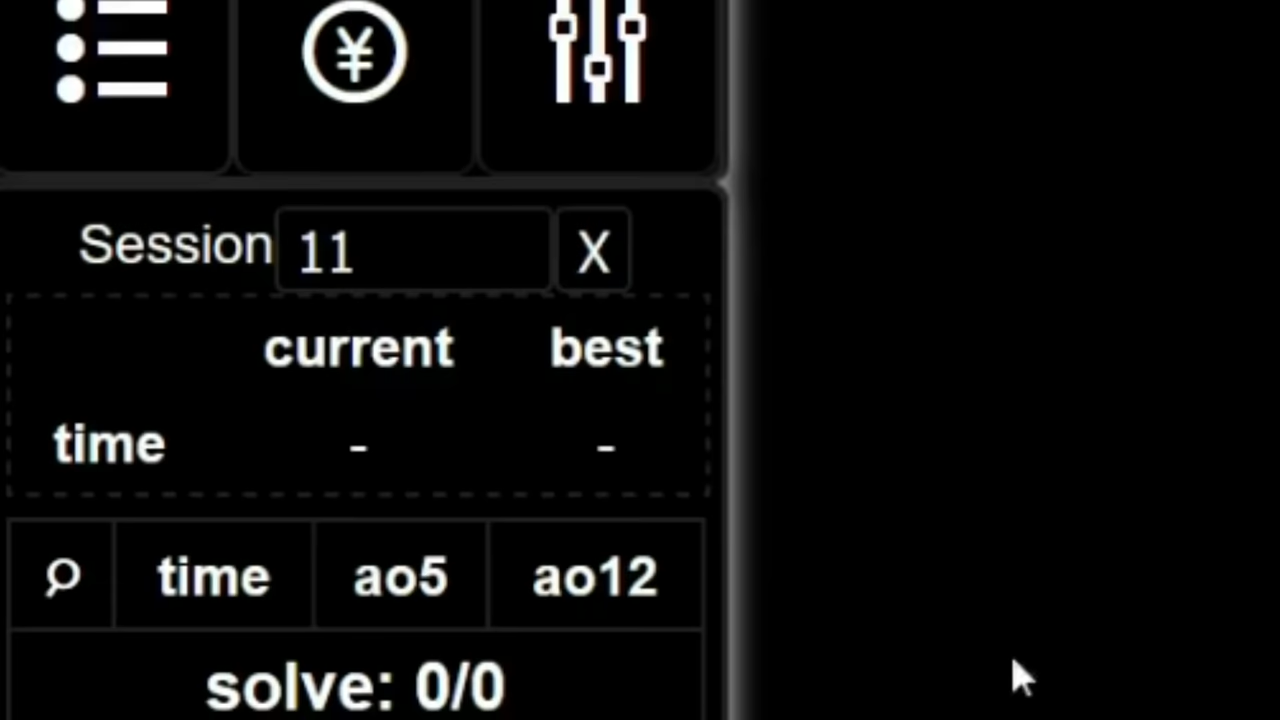 ¥
Session 11 X
current best
time - -
time ao5 ao12
solve: 0/0